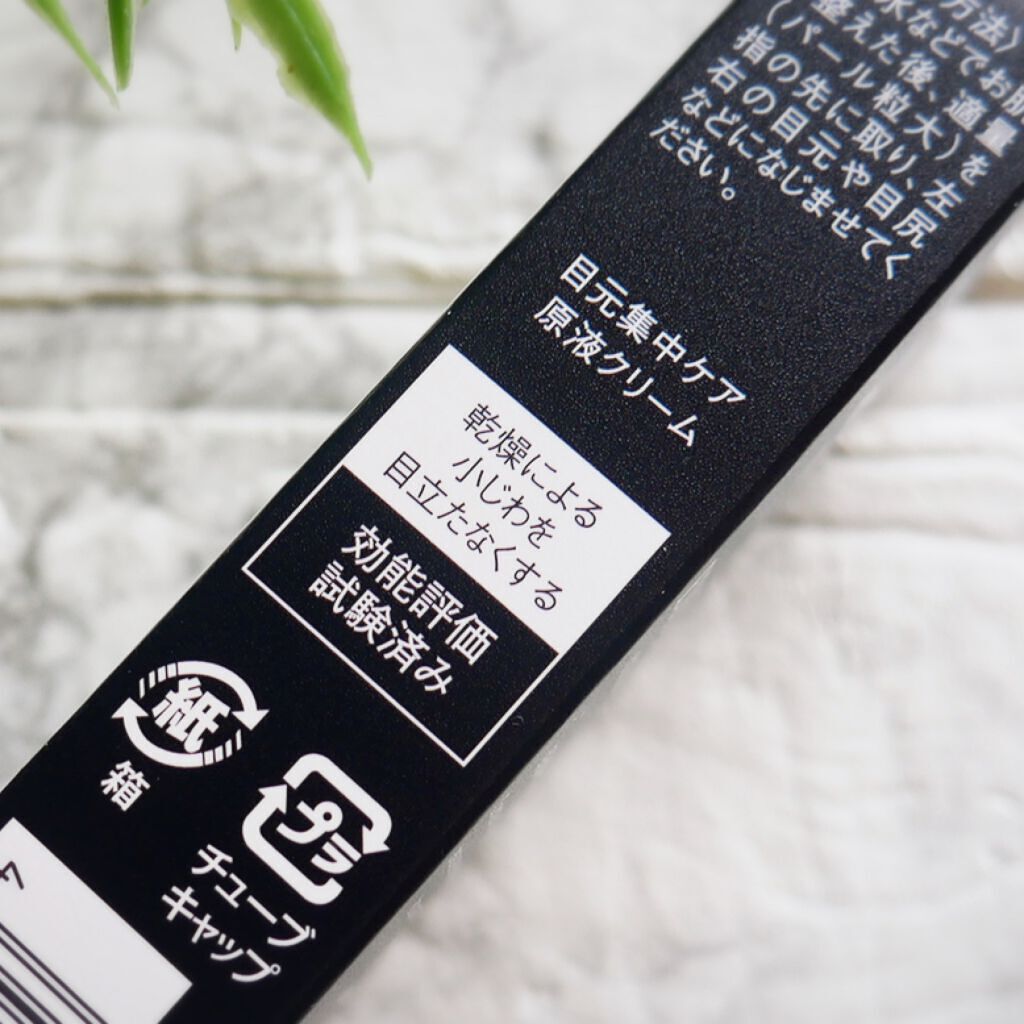 方法〉
水などでお肌
整えた後、適量
（パール粒大）を
指の先に取り、左
右の目元や目尻
などになじませてく
ださい。
目元集中ケア
原液クリーム
乾燥による
小じわを
目立たなくする
効能評価
試験済み
紙
箱
プラ
チューブ
キャップ
4